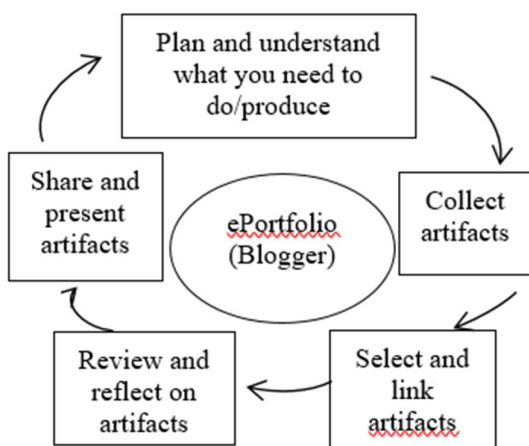 Plan and understand
what you need to
do/produce
Share and
present
artifacts
ePortfolio
(Blogger)
Collect
artifacts
Review and
reflect on
artifacts
Select and
link
artifacts